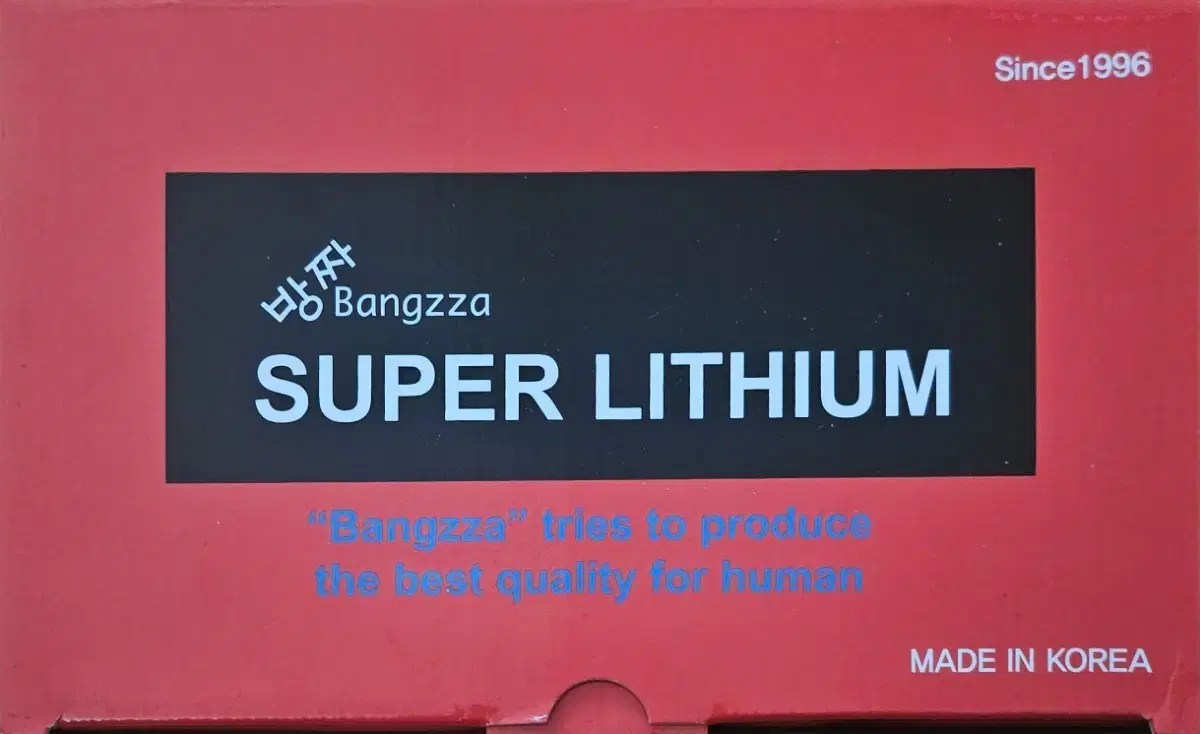 Since1996
방짜 Bangzza
SUPER LITHIUM
“Bangzza” tries to produce
the best quality for human
MADE IN KOREA